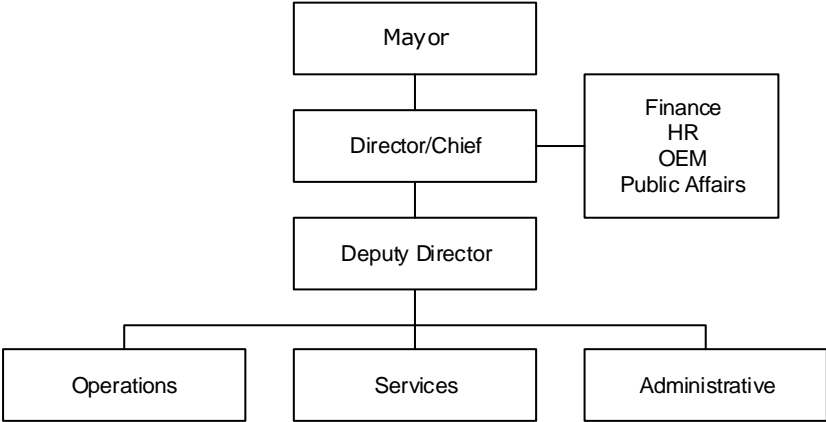 Mayor
Director/Chief
Finance
HR
OEM
Public Affairs
Deputy Director
Operations
Services
Administrative